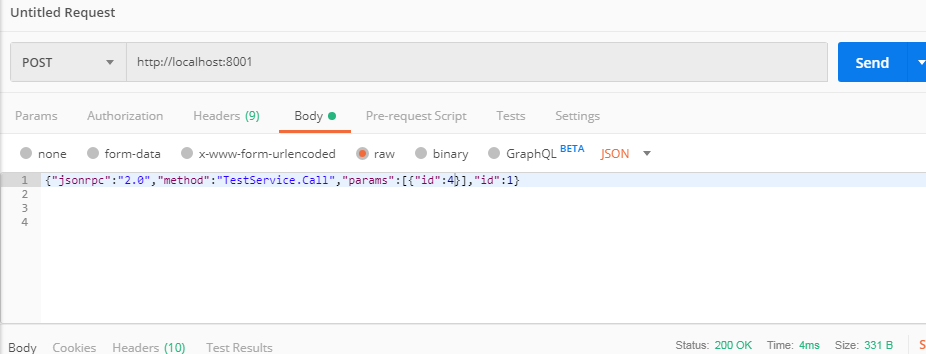 Untitled Request
POST http://localhost:8001 Send
Params Authorization Headers (9) Body Pre-request Script Tests Settings
none form-data x-www-form-urlencoded raw binary GraphQL BETA JSON
1 {"jsonrpc":"2.0","method":"TestService.Call","params":[{"id":4}],"id":1}
2
3
4
Body Cookies Headers (10) Test Results Status: 200 OK Time: 4ms Size: 331 B S